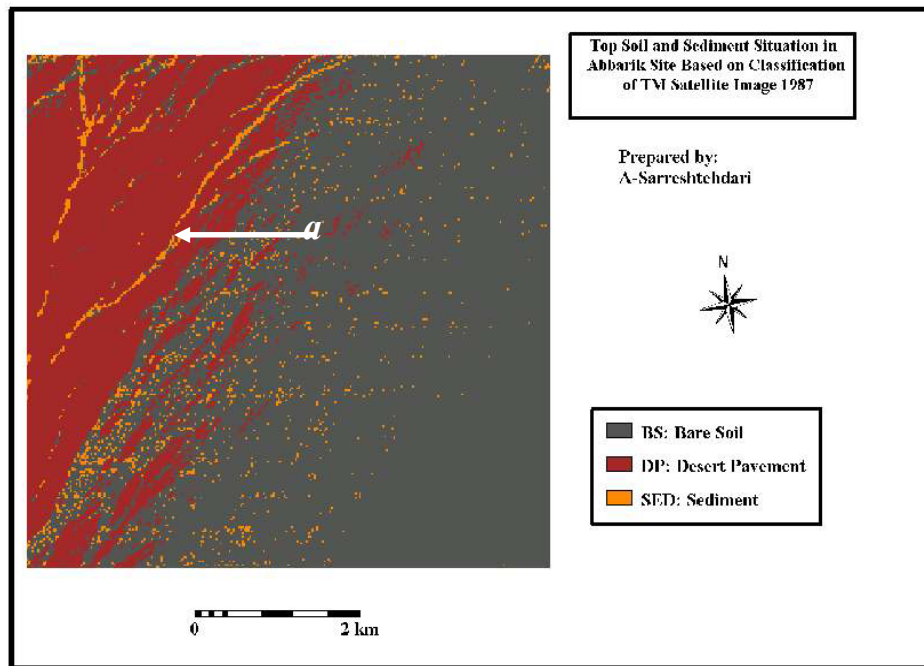 Top Soil and Sediment Situation in
Abbarik Site Based on Classification
of TM Satellite Image 1987
Prepared by:
A-Sarreshtehdari
a
N
BS: Bare Soil
DP: Desert Pavement
SED: Sediment
0 2 km